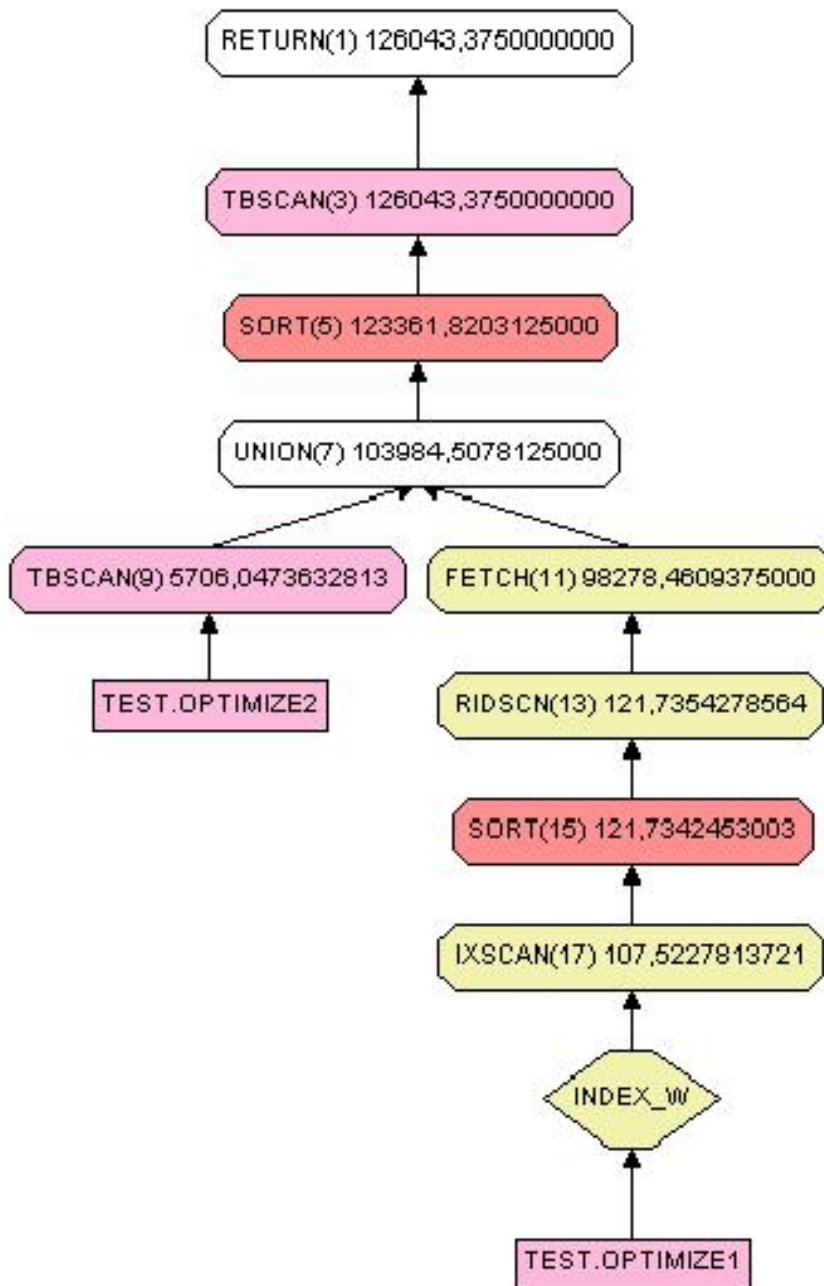 RETURN(1) 126043,3750000000
TBSCAN(3) 126043,3750000000
SORT(5) 123361,8203125000
UNION(7) 103984,5078125000
TBSCAN(9) 5706,0473632813
FETCH(11) 98278,4609375000
TEST.OPTIMIZE2
RIDSCN(13) 121,7354278564
SORT(15) 121,7342453003
IXSCAN(17) 107,5227813721
INDEX_W
TEST.OPTIMIZE1